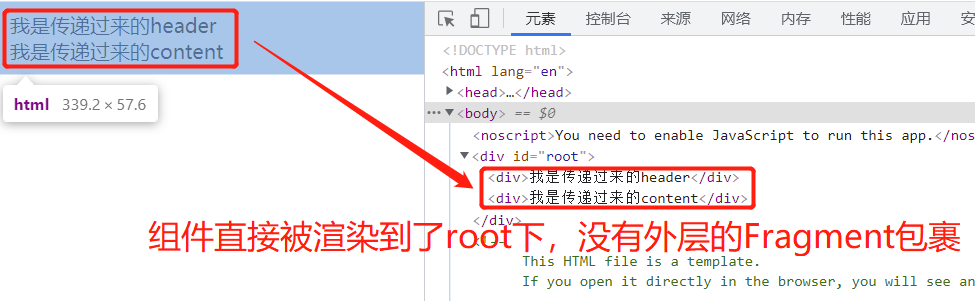 我是传递过来的header
我是传递过来的content
html 339.2 × 57.6
元素 控制台 来源 网络 内存 性能 应用
<!DOCTYPE html>
<html lang="en">
<head>…</head>
<body> == $0
<noscript>You need to enable JavaScript to run this app.</nos
<div id="root">
<div>我是传递过来的header</div>
<div>我是传递过来的content</div>
</div>
组件直接被渲染到了root下，没有外层的Fragment包裹
<!--
This HTML file is a template.
If you open it directly in the browser, you will see an